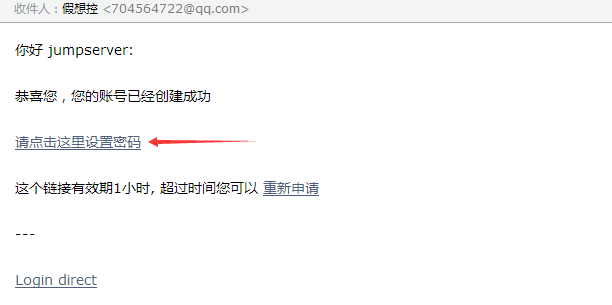 收件人：假想控 <704564722@qq.com>
你好 jumpserver:
恭喜您，您的账号已经创建成功
请点击这里设置密码
这个链接有效期1小时, 超过时间您可以 重新申请
---
Login direct